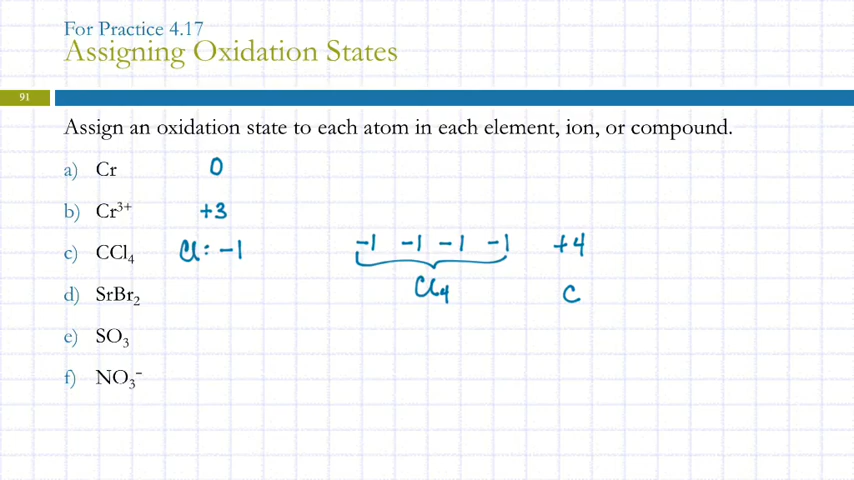 For Practice 4.17
Assigning Oxidation States
91
Assign an oxidation state to each atom in each element, ion, or compound.
a) Cr 0
b) Cr³⁺ +3
c) CCl₄ Cl: -1 -1 -1 -1 -1 +4
Cl₄ C
d) SrBr₂
e) SO₃
f) NO₃⁻